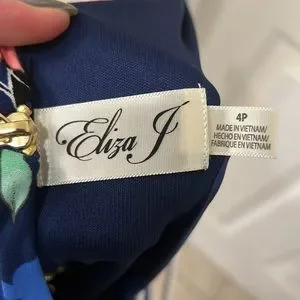 Eliza J
4P
MADE IN VIETNAM/
HECHO EN VIETNAM/
FABRIQUE EN VIETNAM